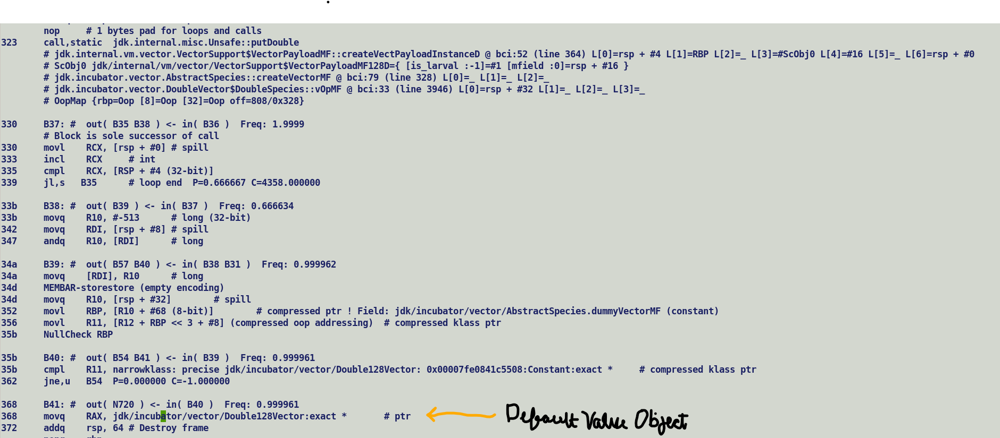 nop # 1 bytes pad for loops and calls
323 call,static jdk.internal.misc.Unsafe::putDouble
# jdk.internal.vm.vector.VectorSupport$VectorPayloadMF::createVectPayloadInstanceD @ bci:52 (line 364) L[0]=rsp + #4 L[1]=RBP L[2]=_ L[3]=#ScObj0 L[4]=#16 L[5]=_ L[6]=rsp + #0
# ScObj0 jdk/internal/vm/vector/VectorSupport$VectorPayloadMF128D={ [is_larval :-1]=#1 [mfield :0]=rsp + #16 }
# jdk.incubator.vector.AbstractSpecies::createVectorMF @ bci:79 (line 328) L[0]=_ L[1]=_ L[2]=_
# jdk.incubator.vector.DoubleVector$DoubleSpecies::vOpMF @ bci:33 (line 3946) L[0]=rsp + #32 L[1]=_ L[2]=_ L[3]=_
# OopMap {rbp=Oop [8]=Oop [32]=Oop off=808/0x328}
330 B37: # out( B35 B38 ) <- in( B36 ) Freq: 1.9999
# Block is sole successor of call
330 movl RCX, [rsp + #0] # spill
333 incl RCX # int
335 cmpl RCX, [RSP + #4 (32-bit)]
339 jl,s B35 # loop end P=0.666667 C=4358.000000
33b B38: # out( B39 ) <- in( B37 ) Freq: 0.666634
33b movq R10, #-513 # long (32-bit)
342 movq RDI, [rsp + #8] # spill
347 andq R10, [RDI] # long
34a B39: # out( B57 B40 ) <- in( B38 B31 ) Freq: 0.999962
34a movq [RDI], R10 # long
34d MEMBAR-storestore (empty encoding)
34d movq R10, [rsp + #32] # spill
352 movl RBP, [R10 + #68 (8-bit)] # compressed ptr ! Field: jdk/incubator/vector/AbstractSpecies.dummyVectorMF (constant)
356 movl R11, [R12 + RBP << 3 + #8] (compressed oop addressing) # compressed klass ptr
35b NullCheck RBP
35b B40: # out( B54 B41 ) <- in( B39 ) Freq: 0.999961
35b cmpl R11, narrowklass: precise jdk/incubator/vector/Double128Vector: 0x00007fe0841c5508:Constant:exact * # compressed klass ptr
362 jne,u B54 P=0.000000 C=-1.000000
368 B41: # out( N720 ) <- in( B40 ) Freq: 0.999961
368 movq RAX, jdk/incubator/vector/Double128Vector:exact * # ptr Default Value Object
372 addq rsp, 64 # Destroy frame